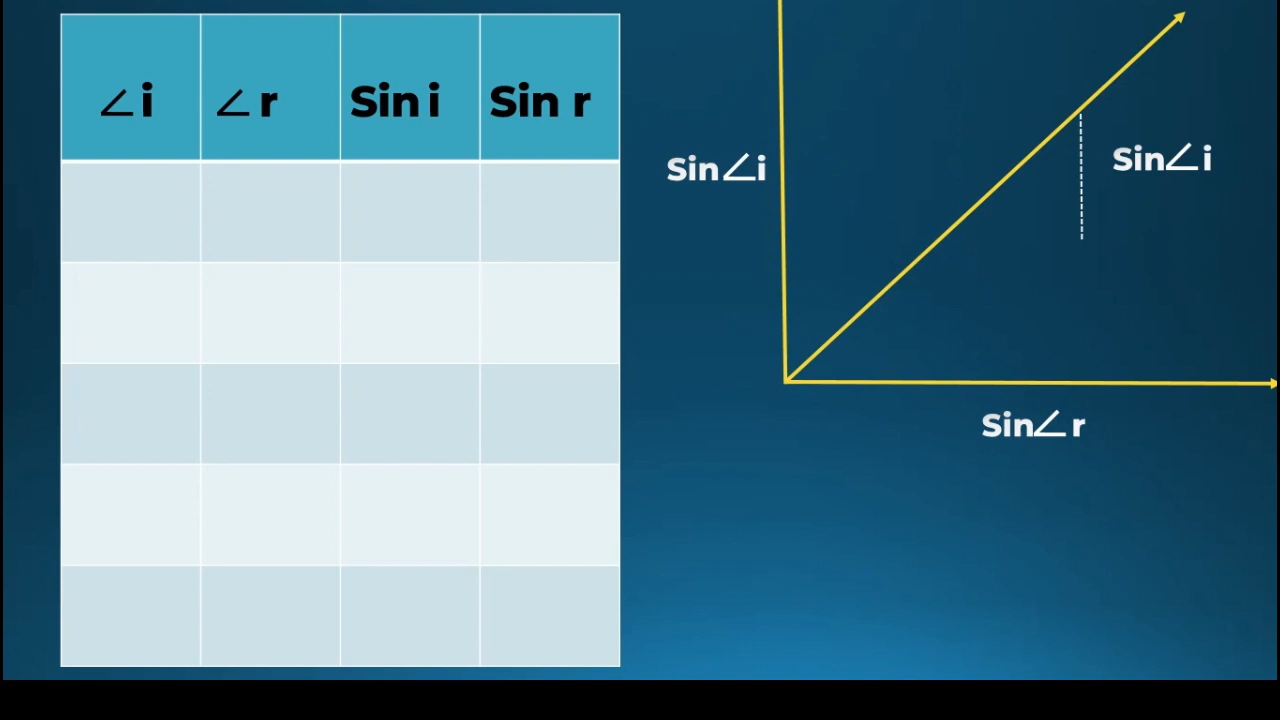 ∠i ∠r Sin i Sin r
Sin∠i
Sin∠i
Sin∠r